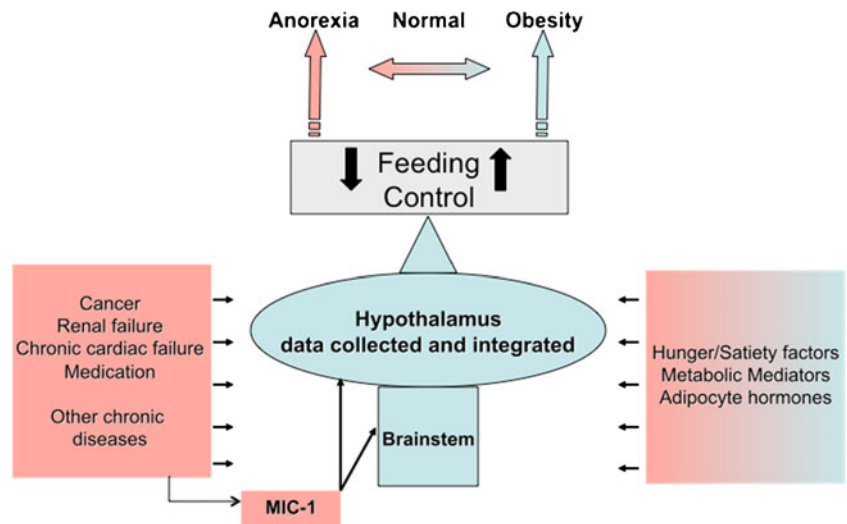 Anorexia Normal Obesity
Feeding
Control
Cancer
Renal failure
Chronic cardiac failure
Medication
Other chronic
diseases
Hypothalamus
data collected and integrated
Hunger/Satiety factors
Metabolic Mediators
Adipocyte hormones
Brainstem
MIC-1